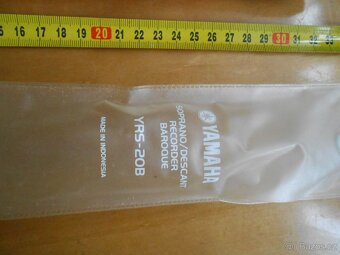 15 16 17 18 19 20 21 22 23 24 25 26 27 28 29 30 31 32 33
YAMAHA
SOPRANO/DESCANT
RECORDER
BAROQUE
YRS-20B
MADE IN INDONESIA